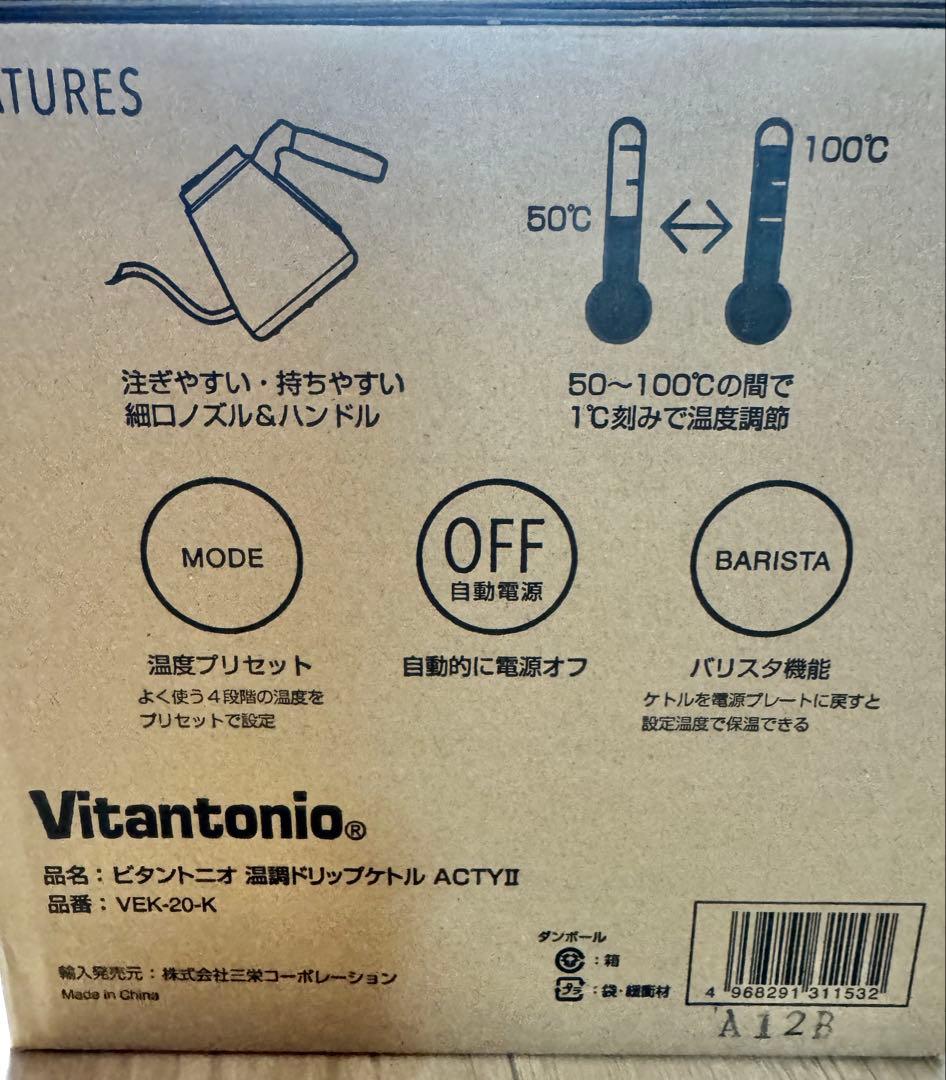 ATURES
100℃
50℃
注ぎやすい・持ちやすい
細口ノズル&ハンドル
50～100℃の間で
1℃刻みで温度調節
MODE
OFF
自動電源
BARISTA
温度プリセット
よく使う4段階の温度を
プリセットで設定
自動的に電源オフ
バリスタ機能
ケトルを電源プレートに戻すと
設定温度で保温できる
Vitantonio®
品名：ビタントニオ 温調ドリップケトル ACTYⅡ
品番：VEK-20-K
輸入発売元：株式会社三栄コーポレーション
Made in China
ダンボール
：箱
プラ：袋・緩衝材
4 968291 311532
A12B